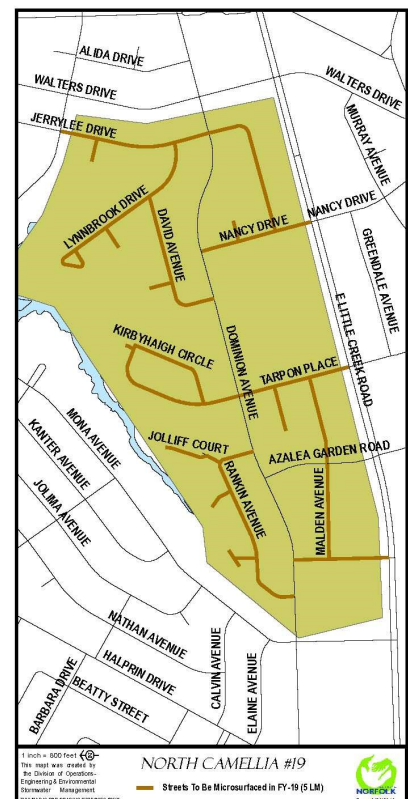 ALIDA DRIVE
WALTERS DRIVE
WALTERS DRIVE
JERRYLEE DRIVE
MURRAY AVENUE
LYNNBROOK DRIVE
DAVID AVENUE
NANCY DRIVE
NANCY DRIVE
GREENDALE AVENUE
E LITTLE CREEK ROAD
KIRBYHAIGH CIRCLE
DOMINION AVENUE
TARPON PLACE
MONA AVENUE
JOLLIFF COURT
KANTER AVENUE
AZALEA GARDEN ROAD
RANKIN AVENUE
JOLIMA AVENUE
MALDEN AVENUE
NATHAN AVENUE
HALPRIN DRIVE
CALVIN AVENUE
ELAINE AVENUE
BARBARA DRIVE
BEATTY STREET
1 inch = 800 feet
This mapt was created by
the Division of Operations-
Engineering & Environmental
Stormwater Management
NORTH CAMELLIA #19
Streets To Be Microsurfaced in FY-19 (5 LM)
NORFOLK